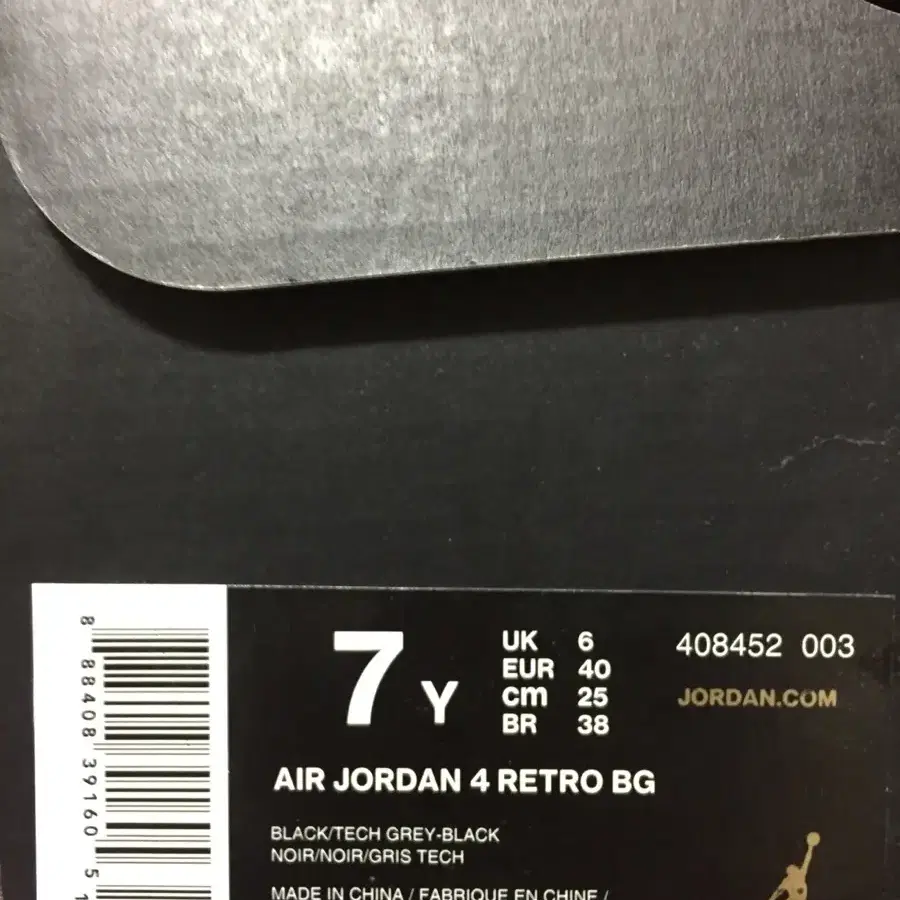 8 88408 39160 5
7 Y
UK 6
EUR 40
cm 25
BR 38
408452 003
JORDAN.COM
AIR JORDAN 4 RETRO BG
BLACK/TECH GREY-BLACK
NOIR/NOIR/GRIS TECH
MADE IN CHINA / FABRIQUE EN CHINE /